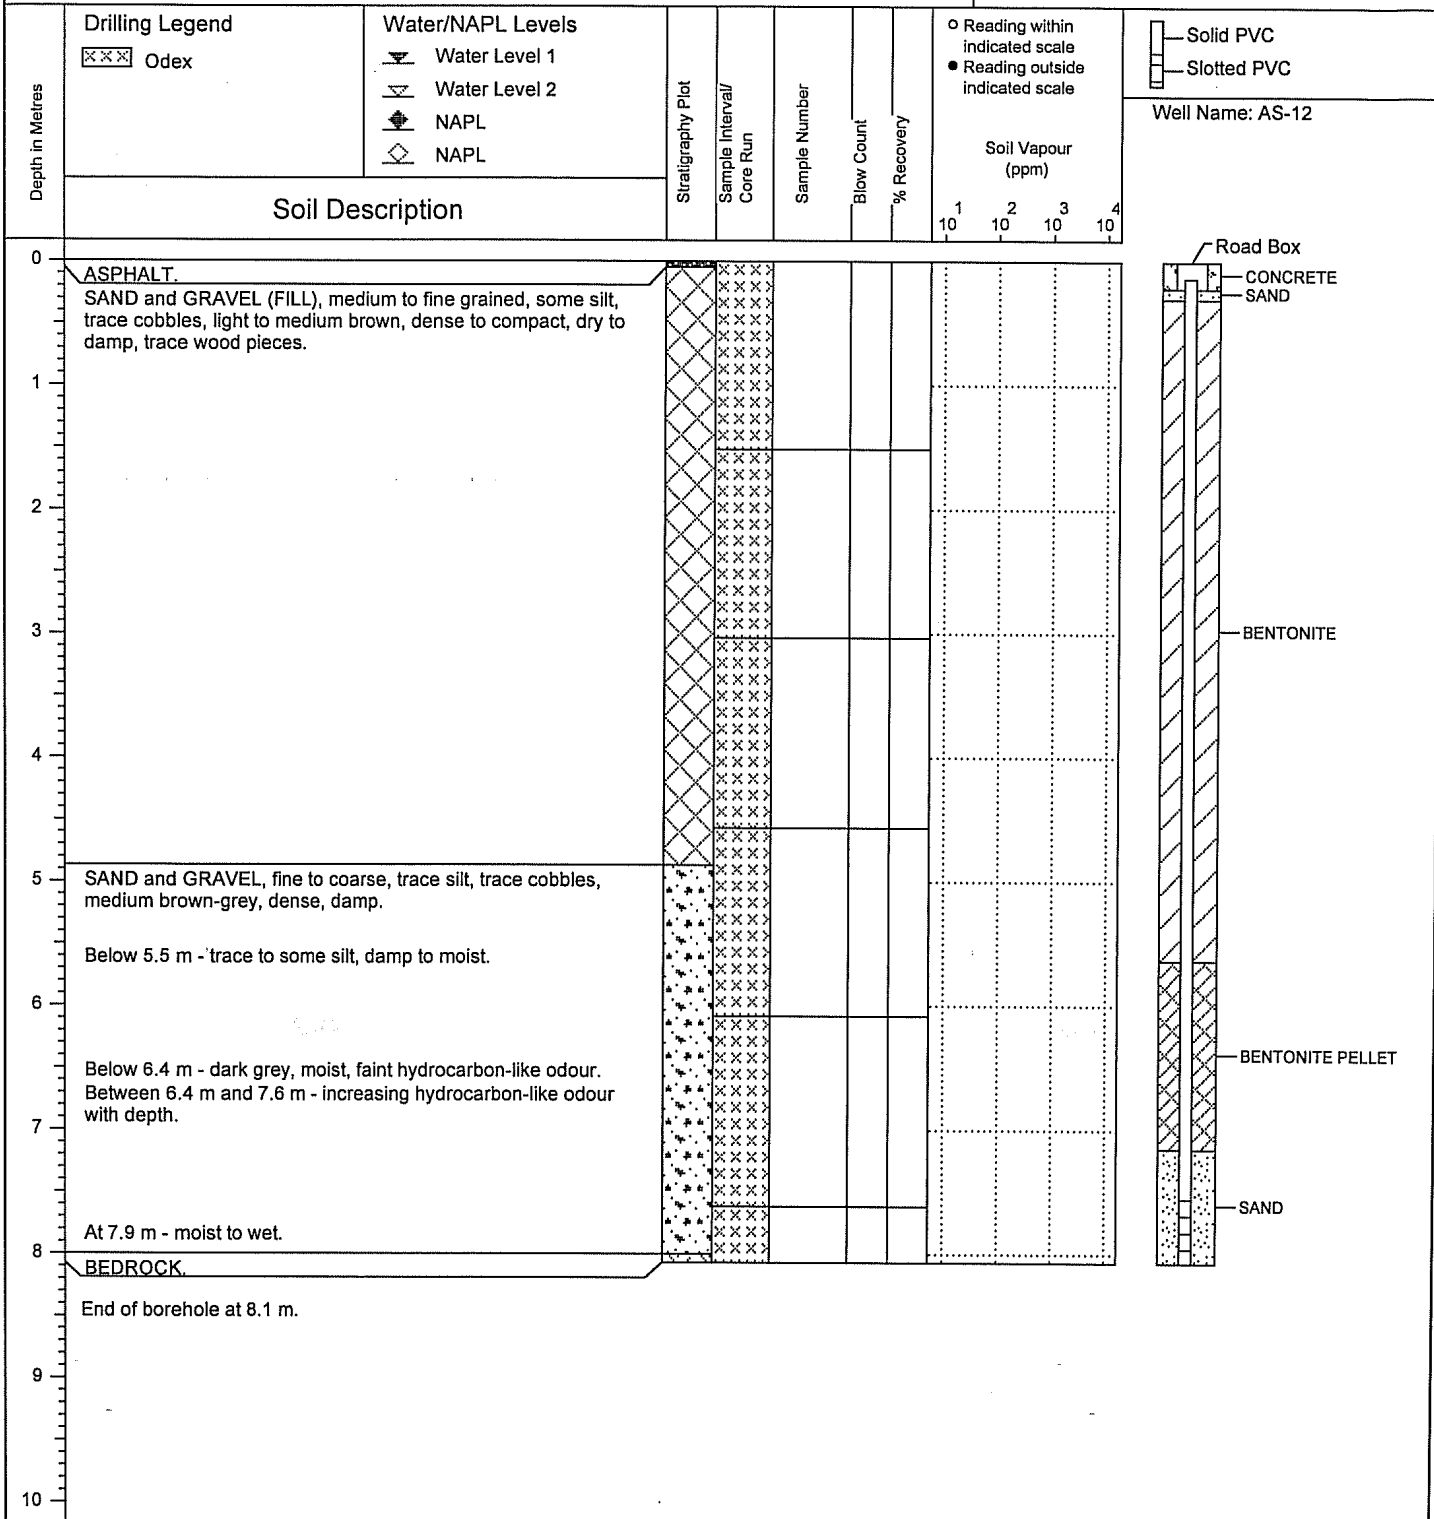 Drilling Legend
Odex
Water/NAPL Levels
Water Level 1
Water Level 2
NAPL
NAPL
Depth in Metres
Soil Description
Stratigraphy Plot
Sample Interval/
Core Run
Sample Number
Blow Count
% Recovery
Reading within
indicated scale
Reading outside
indicated scale
Soil Vapour
(ppm)
10^1 10^2 10^3 10^4
Solid PVC
Slotted PVC
Well Name: AS-12
0
ASPHALT.
SAND and GRAVEL (FILL), medium to fine grained, some silt,
trace cobbles, light to medium brown, dense to compact, dry to
damp, trace wood pieces.
1
2
3
4
5
SAND and GRAVEL, fine to coarse, trace silt, trace cobbles,
medium brown-grey, dense, damp.
Below 5.5 m - trace to some silt, damp to moist.
6
Below 6.4 m - dark grey, moist, faint hydrocarbon-like odour.
Between 6.4 m and 7.6 m - increasing hydrocarbon-like odour
with depth.
7
At 7.9 m - moist to wet.
8
BEDROCK.
End of borehole at 8.1 m.
9
10
Road Box
CONCRETE
SAND
BENTONITE
BENTONITE PELLET
SAND